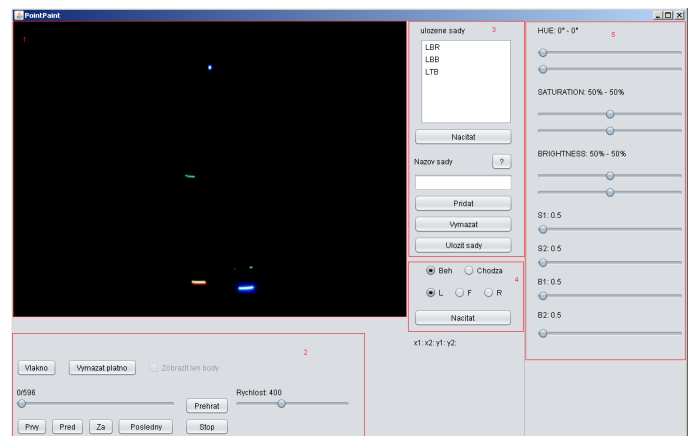 PointPaint
1
ulozene sady 3
LBR
LBB
LTB
Nacitat
Nazov sady ?
Pridat
Vymazat
Ulozit sady
Beh Chodza
4
L F R
Nacitat
x1: x2: y1: y2:
HUE: 0° - 0° 5
SATURATION: 50% - 50%
BRIGHTNESS: 50% - 50%
S1: 0.5
S2: 0.5
B1: 0.5
B2: 0.5
2
Vlakno Vymazat platno Zobrazit len body
0/596 Rychlost: 400
Prehrat
Prvy Pred Za Posledny Stop